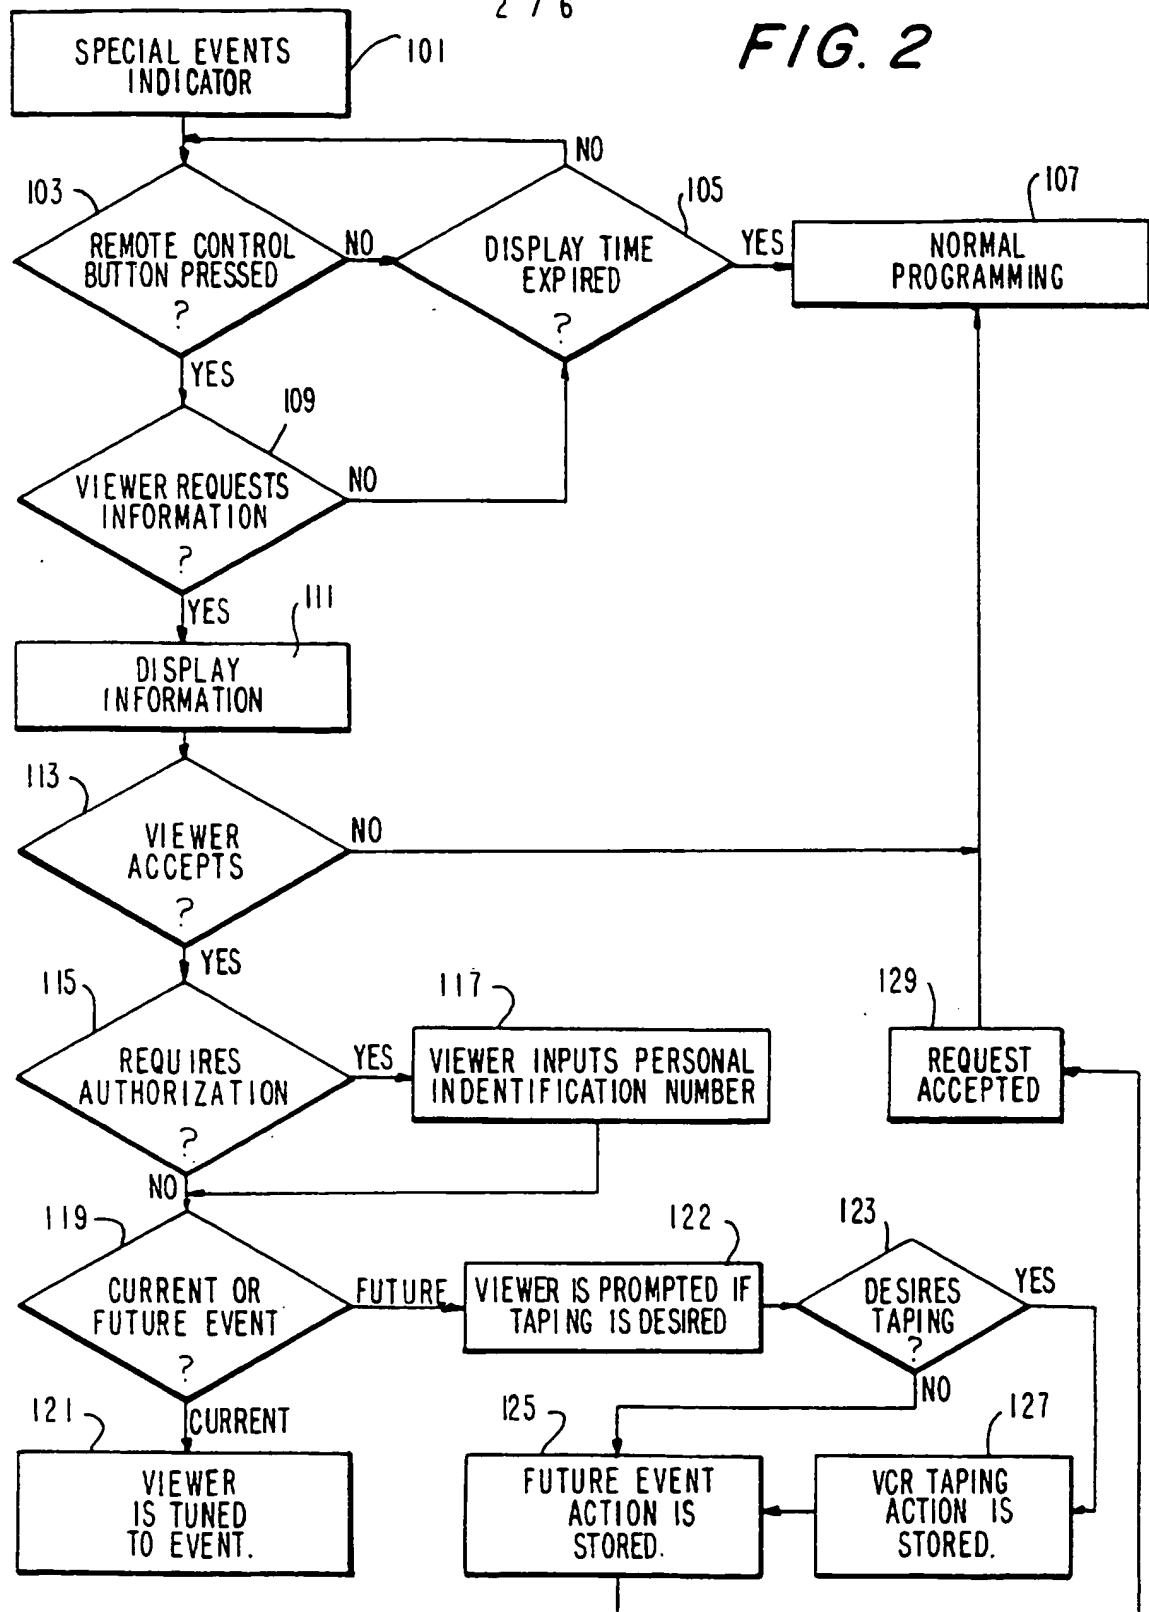 2 / 6
FIG. 2
SPECIAL EVENTS
INDICATOR
101
103
REMOTE CONTROL
BUTTON PRESSED
?
NO
YES
105
DISPLAY TIME
EXPIRED
?
NO
YES
107
NORMAL
PROGRAMMING
109
VIEWER REQUESTS
INFORMATION
?
NO
YES
111
DISPLAY
INFORMATION
113
VIEWER
ACCEPTS
?
NO
YES
115
REQUIRES
AUTHORIZATION
?
YES
NO
117
VIEWER INPUTS PERSONAL
INDENTIFICATION NUMBER
129
REQUEST
ACCEPTED
119
CURRENT OR
FUTURE EVENT
?
FUTURE
CURRENT
122
VIEWER IS PROMPTED IF
TAPING IS DESIRED
123
DESIRES
TAPING
?
YES
NO
121
VIEWER
IS TUNED
TO EVENT.
125
FUTURE EVENT
ACTION IS
STORED.
127
VCR TAPING
ACTION IS
STORED.